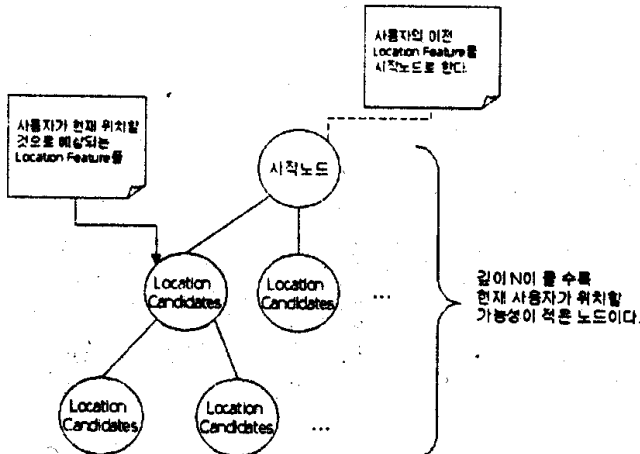 사용자의 이전
Location Feature를
시작노드로 한다.
사용자가 현재 위치할
것으로 예상되는
Location Feature들
시작노드
Location
Candidates
Location
Candidates
...
깊이 N이 클 수록
현재 사용자가 위치할
가능성이 적은 노드이다.
Location
Candidates
Location
Candidates
...